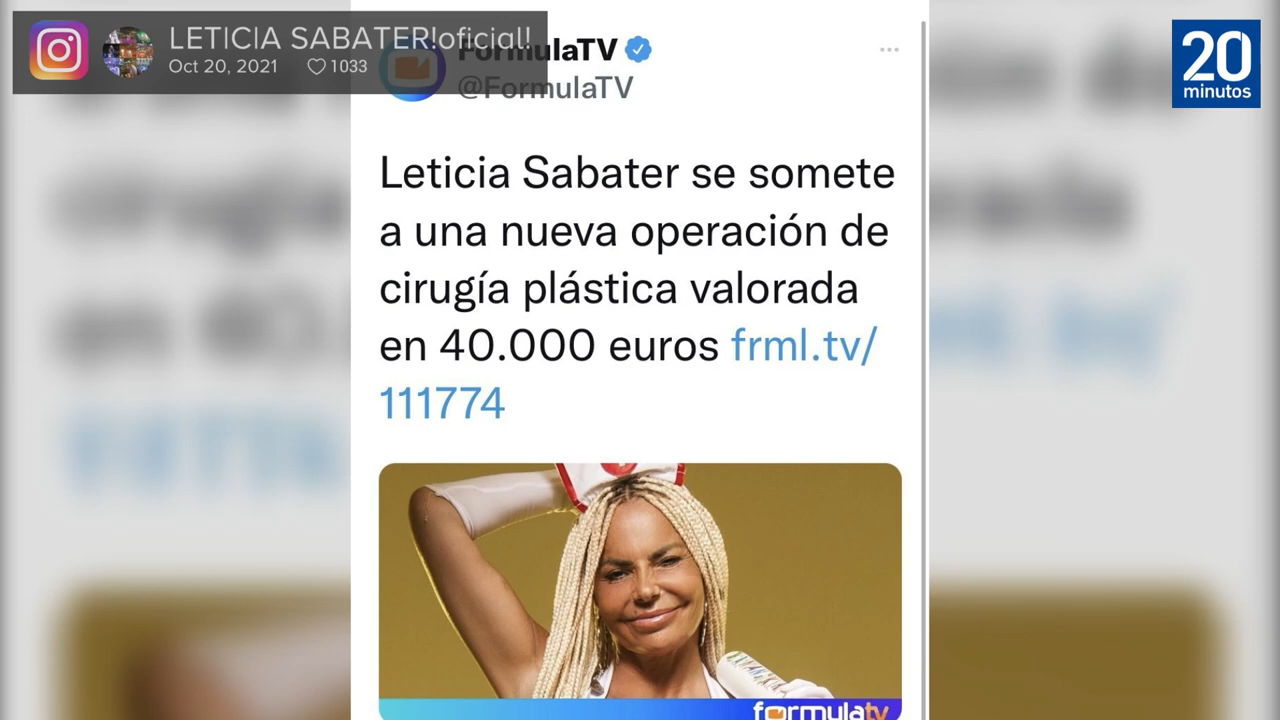 LETICIA SABATER!oficial!
Oct 20, 2021 1033
FormulaTV
@FormulaTV
20
minutos
Leticia Sabater se somete
a una nueva operación de
cirugía plástica valorada
en 40.000 euros frml.tv/
111774
formulatv